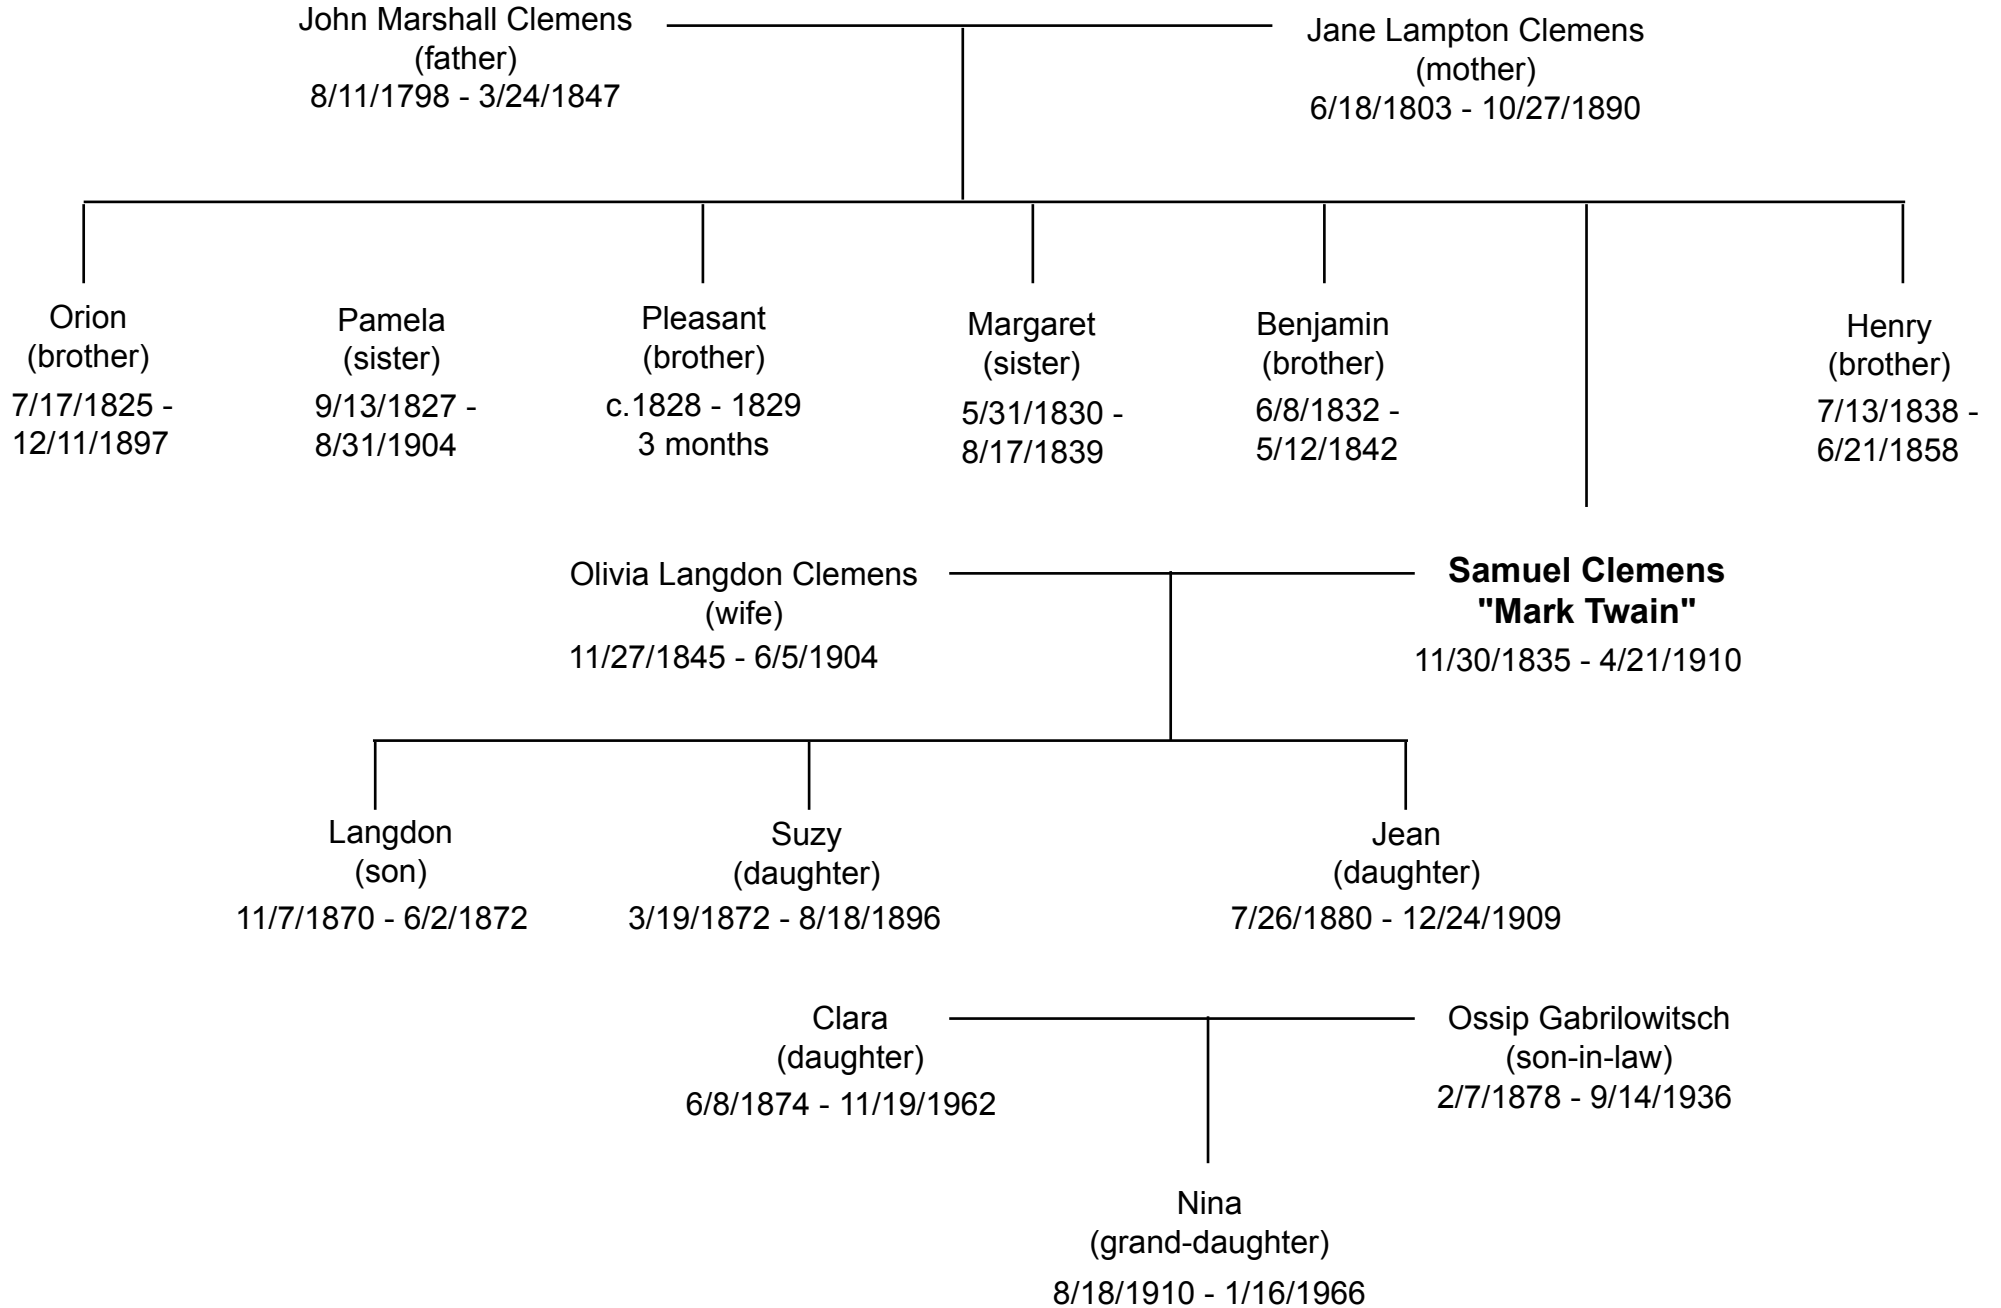 John Marshall Clemens
(father)
8/11/1798 - 3/24/1847
Jane Lampton Clemens
(mother)
6/18/1803 - 10/27/1890
Orion
(brother)
7/17/1825 -
12/11/1897
Pamela
(sister)
9/13/1827 -
8/31/1904
Pleasant
(brother)
c.1828 - 1829
3 months
Margaret
(sister)
5/31/1830 -
8/17/1839
Benjamin
(brother)
6/8/1832 -
5/12/1842
Henry
(brother)
7/13/1838 -
6/21/1858
Olivia Langdon Clemens
(wife)
11/27/1845 - 6/5/1904
Samuel Clemens
"Mark Twain"
11/30/1835 - 4/21/1910
Langdon
(son)
11/7/1870 - 6/2/1872
Suzy
(daughter)
3/19/1872 - 8/18/1896
Jean
(daughter)
7/26/1880 - 12/24/1909
Clara
(daughter)
6/8/1874 - 11/19/1962
Ossip Gabrilowitsch
(son-in-law)
2/7/1878 - 9/14/1936
Nina
(grand-daughter)
8/18/1910 - 1/16/1966